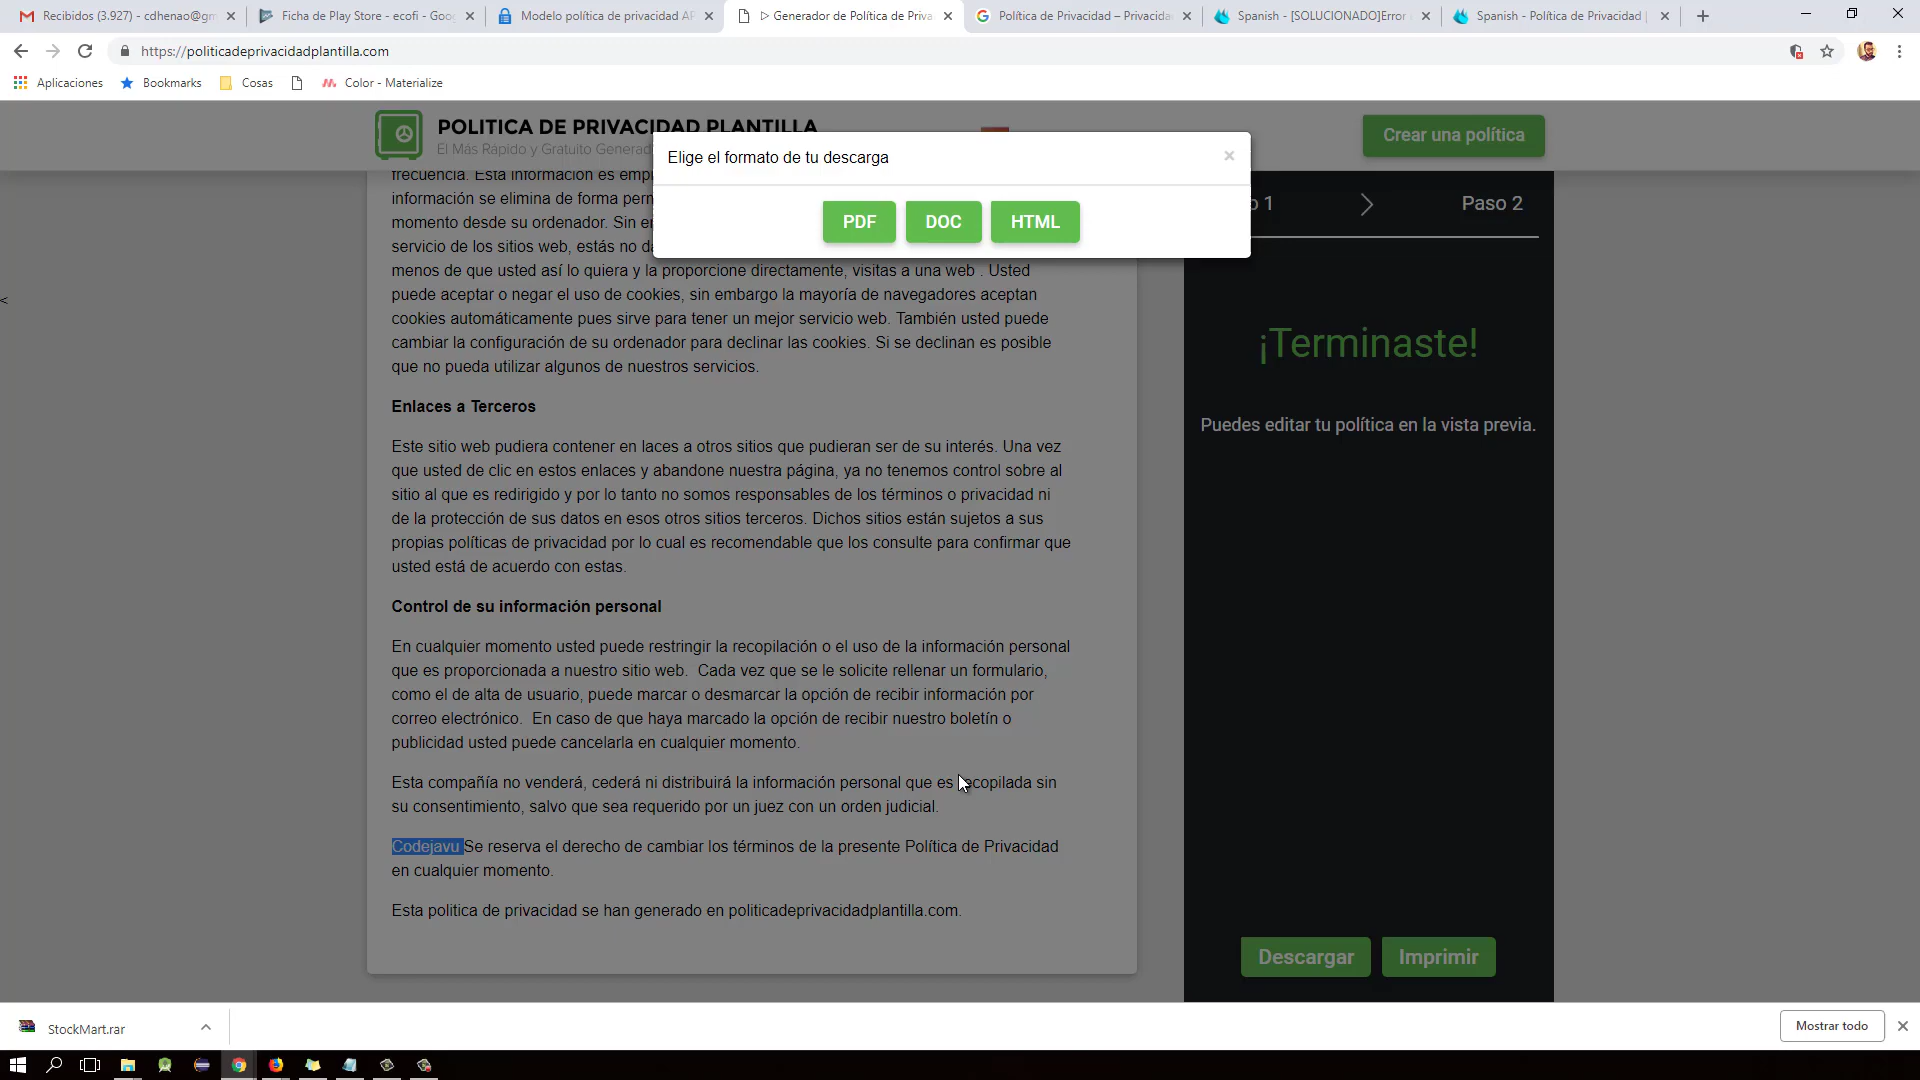 Recibidos (3.927) - cdhenao@gm
Ficha de Play Store - ecofi - Goo
Modelo política de privacidad AP
▷ Generador de Política de Priva
Política de Privacidad – Privacida
Spanish - [SOLUCIONADO]Error
Spanish - Política de Privacidad |
https://politicadeprivacidadplantilla.com
Aplicaciones
Bookmarks
Cosas
Color - Materialize
POLITICA DE PRIVACIDAD PLANTILLA
El Más Rápido y Gratuito Generad
Crear una política
Elige el formato de tu descarga
×
PDF
DOC
HTML
frecuencia. Esta información es emp
información se elimina de forma perm
momento desde su ordenador. Sin e
servicio de los sitios web, estás no da
menos de que usted así lo quiera y la proporcione directamente, visitas a una web . Usted
puede aceptar o negar el uso de cookies, sin embargo la mayoría de navegadores aceptan
cookies automáticamente pues sirve para tener un mejor servicio web. También usted puede
cambiar la configuración de su ordenador para declinar las cookies. Si se declinan es posible
que no pueda utilizar algunos de nuestros servicios.
Enlaces a Terceros
Este sitio web pudiera contener en laces a otros sitios que pudieran ser de su interés. Una vez
que usted de clic en estos enlaces y abandone nuestra página, ya no tenemos control sobre al
sitio al que es redirigido y por lo tanto no somos responsables de los términos o privacidad ni
de la protección de sus datos en esos otros sitios terceros. Dichos sitios están sujetos a sus
propias políticas de privacidad por lo cual es recomendable que los consulte para confirmar que
usted está de acuerdo con estas.
Control de su información personal
En cualquier momento usted puede restringir la recopilación o el uso de la información personal
que es proporcionada a nuestro sitio web.  Cada vez que se le solicite rellenar un formulario,
como el de alta de usuario, puede marcar o desmarcar la opción de recibir información por
correo electrónico.  En caso de que haya marcado la opción de recibir nuestro boletín o
publicidad usted puede cancelarla en cualquier momento.
Esta compañía no venderá, cederá ni distribuirá la información personal que es recopilada sin
su consentimiento, salvo que sea requerido por un juez con un orden judicial.
Codejavu Se reserva el derecho de cambiar los términos de la presente Política de Privacidad
en cualquier momento.
Esta politica de privacidad se han generado en politicadeprivacidadplantilla.com.
<
o 1
Paso 2
¡Terminaste!
Puedes editar tu política en la vista previa.
Descargar
Imprimir
StockMart.rar
Mostrar todo